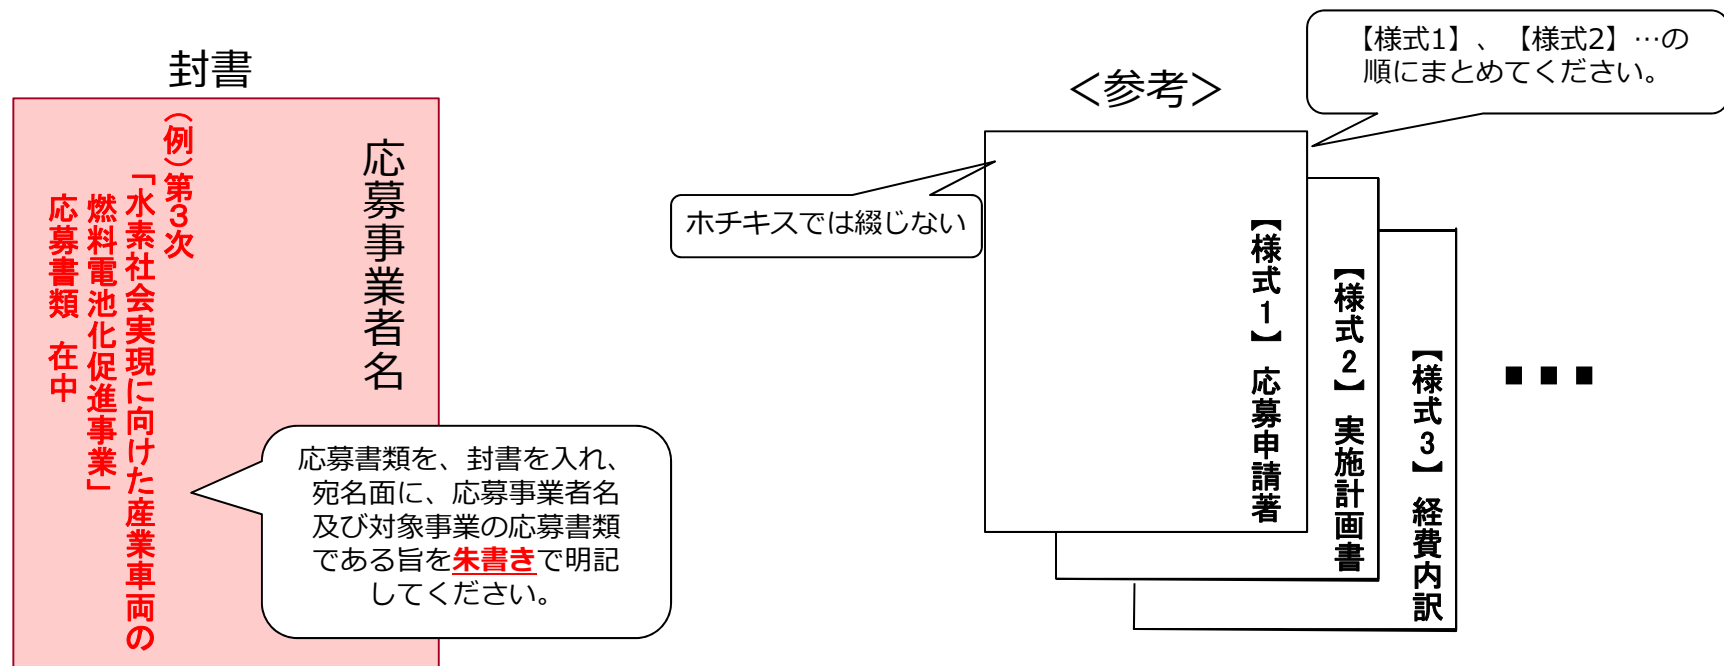 封書
応募事業者名
(例)第3次
「水素社会実現に向けた産業車両の
燃料電池化促進事業」
応募書類 在中
応募書類を、封書を入れ、
宛名面に、応募事業者名
及び対象事業の応募書類
である旨を朱書きで明記
してください。
<参考>
【様式1】、【様式2】…の
順にまとめてください。
ホチキスでは綴じない
【様式1】 応募申請著
【様式2】 実施計画書
【様式3】 経費内訳
…